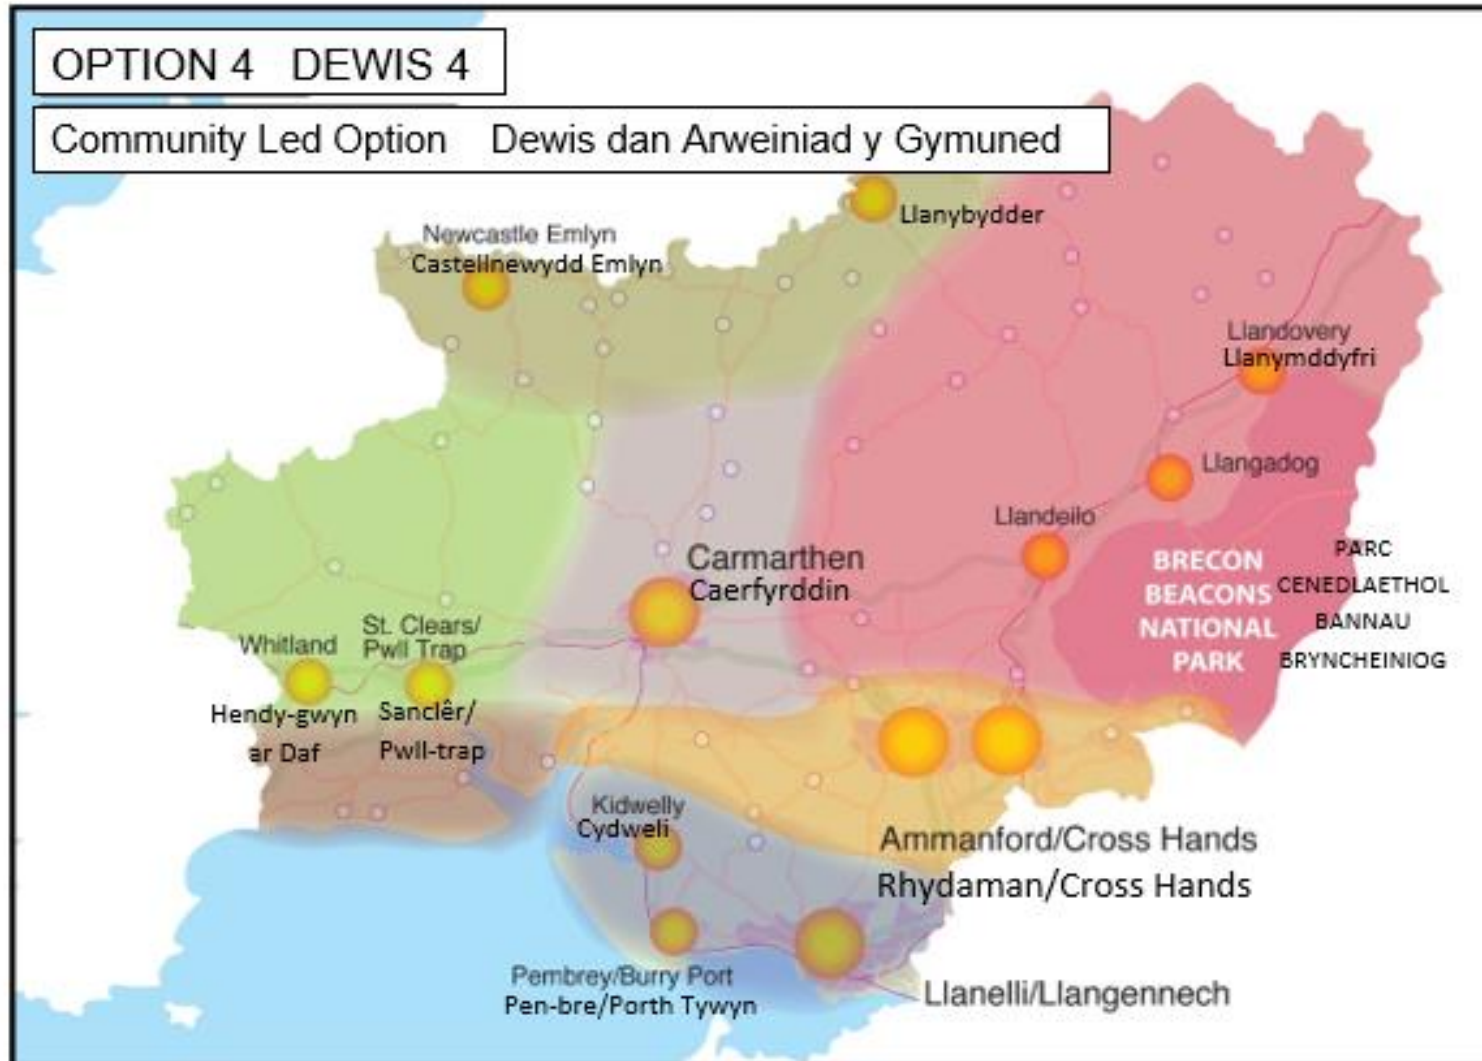 OPTION 4 DEWIS 4
Community Led Option Dewis dan Arweiniad y Gymuned
Llanybydder
Newcastle Emlyn
Castellnewydd Emlyn
Llandovery
Llanymddyfri
Llangadog
Llandeilo
Carmarthen
Caerfyrddin
BRECON
BEACONS
NATIONAL
PARK
PARC
CENEDLAETHOL
BANNAU
BRYNCHEINIOG
Whitland
Hendy-gwyn
ar Daf
St. Clears/
Pwll Trap
Sanclêr/
Pwll-trap
Kidwelly
Cydweli
Ammanford/Cross Hands
Rhydaman/Cross Hands
Pembrey/Burry Port
Pen-bre/Porth Tywyn
Llanelli/Llangennech